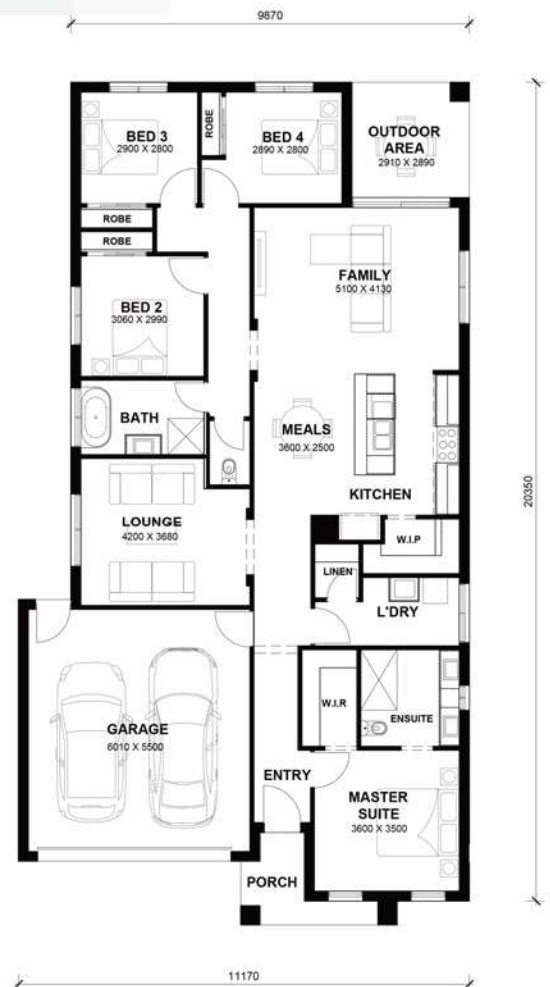 9870
BED 3
2900 X 2800
ROBE
BED 4
2890 X 2800
OUTDOOR
AREA
2910 X 2890
ROBE
ROBE
FAMILY
5100 X 4130
BED 2
3060 X 2990
BATH
MEALS
3600 X 2500
KITCHEN
20350
LOUNGE
4200 X 3680
W.I.P
LINEN
L'DRY
W.I.R
ENSUITE
GARAGE
6010 X 5500
ENTRY
MASTER
SUITE
3600 X 3500
PORCH
11170